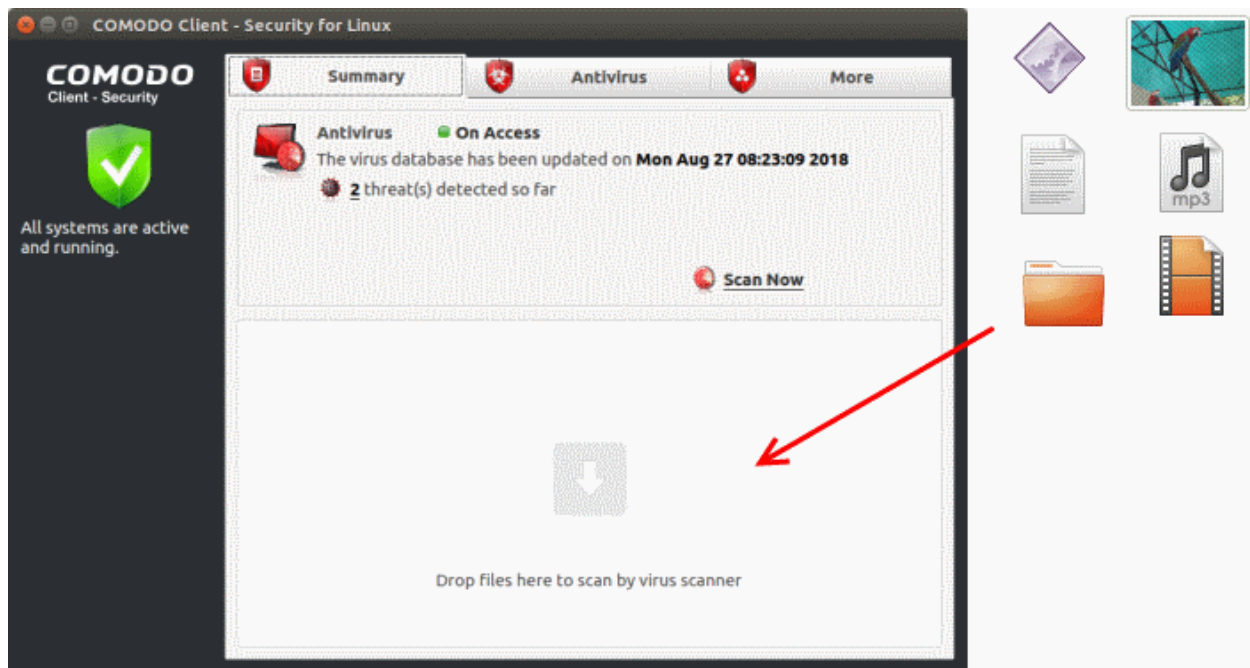 COMODO Client - Security for Linux
COMODO
Client - Security
All systems are active
and running.
Summary
Antivirus
More
Antivirus On Access
The virus database has been updated on Mon Aug 27 08:23:09 2018
2 threat(s) detected so far
Scan Now
Drop files here to scan by virus scanner
mp3